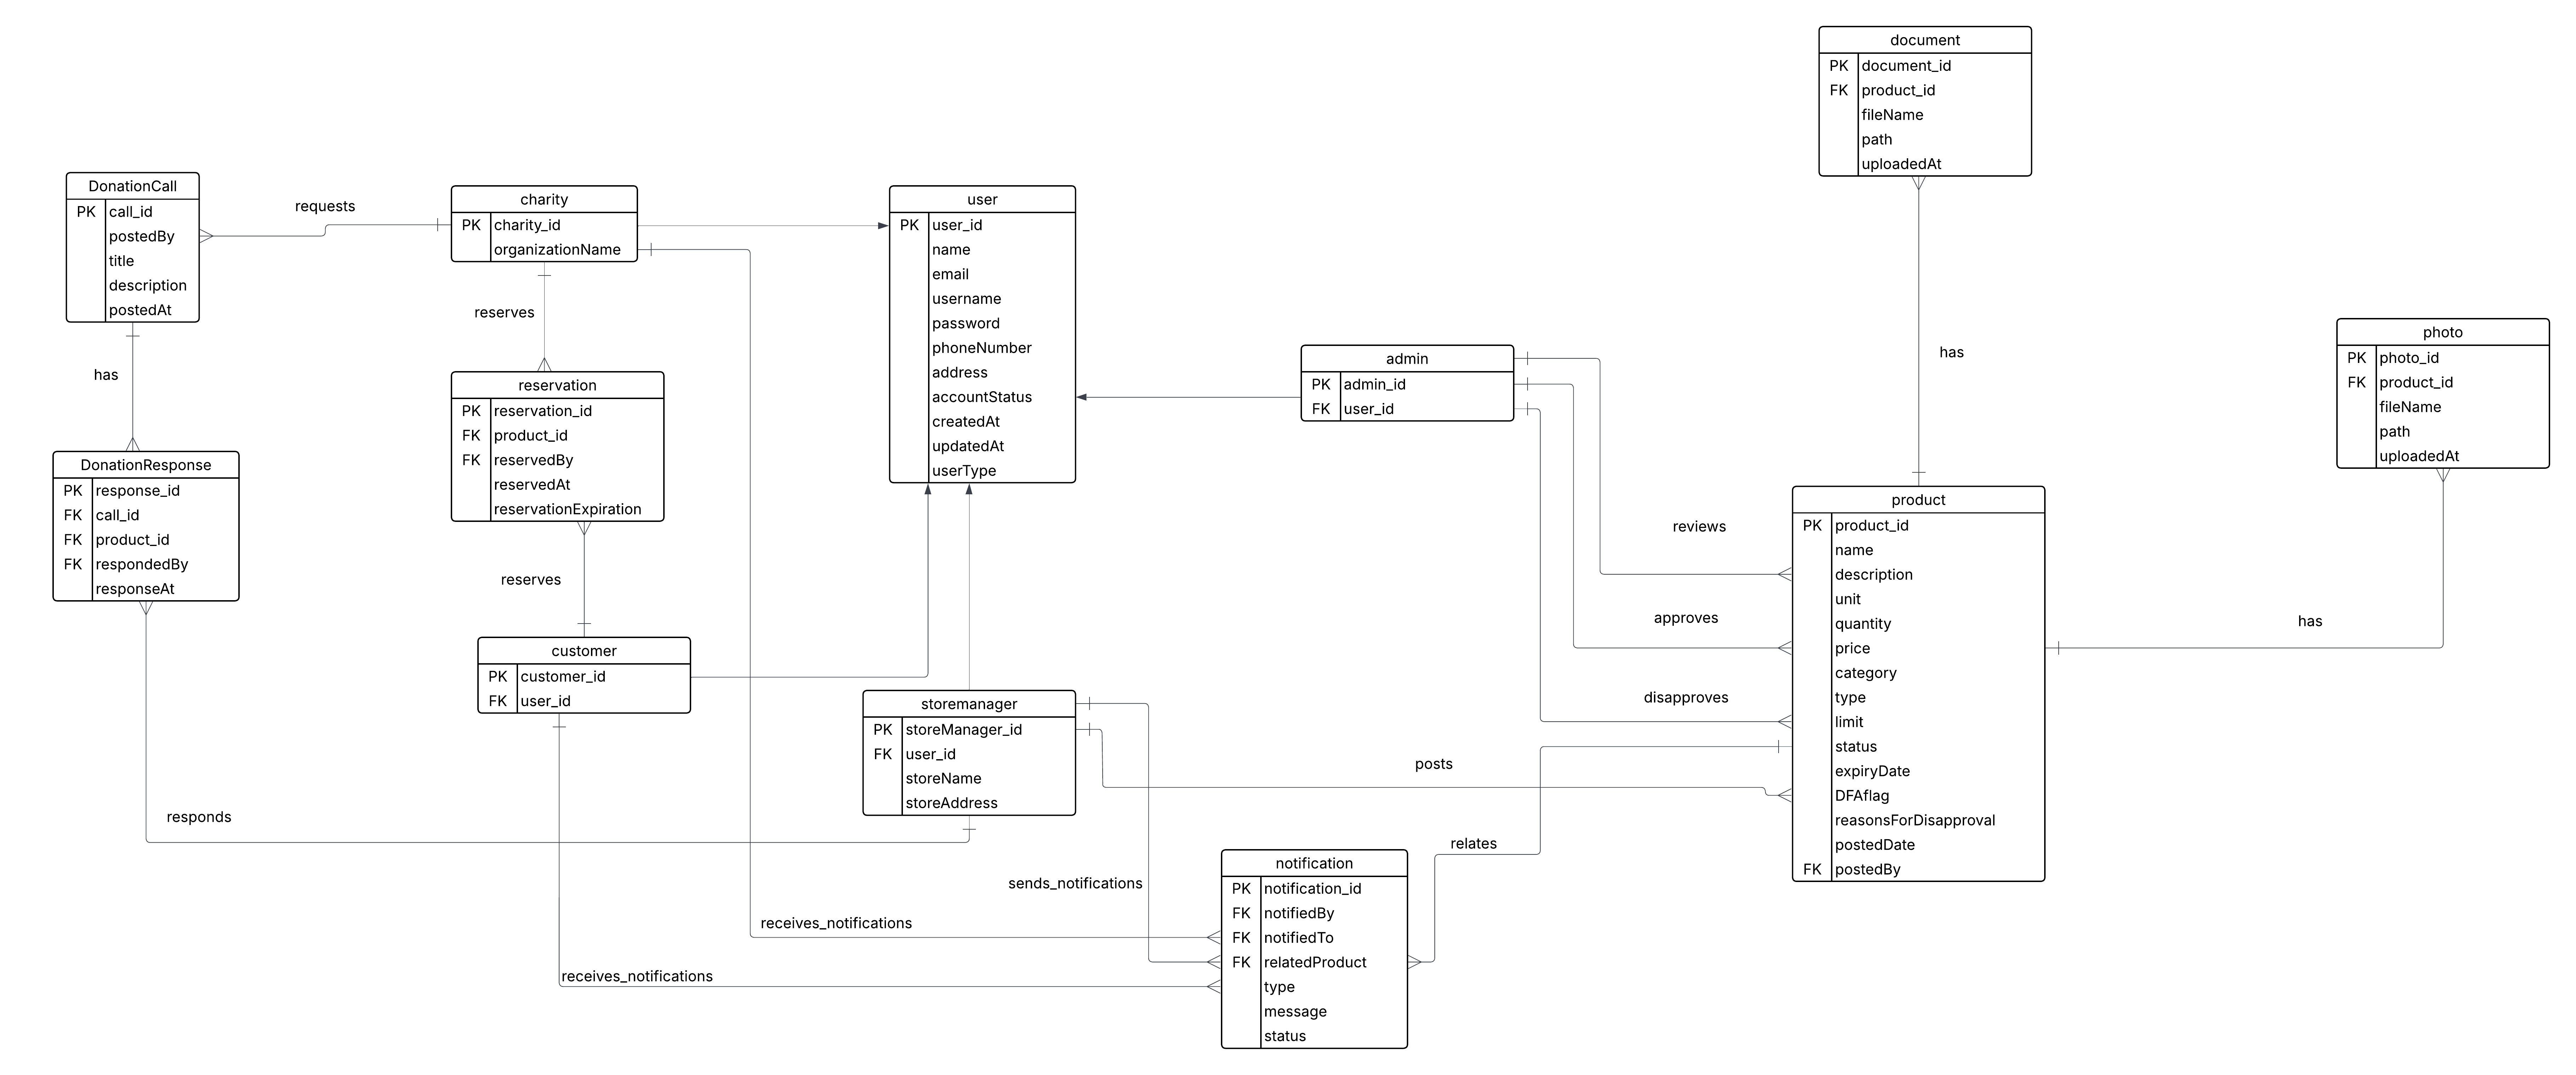 document
PK document_id
FK product_id
fileName
path
uploadedAt
DonationCall
PK call_id
postedBy
title
description
postedAt
requests
charity
PK charity_id
organizationName
user
PK user_id
name
email
username
password
phoneNumber
address
accountStatus
createdAt
updatedAt
userType
reserves
has
admin
PK admin_id
FK user_id
has
photo
PK photo_id
FK product_id
fileName
path
uploadedAt
reservation
PK reservation_id
FK product_id
FK reservedBy
reservedAt
reservationExpiration
DonationResponse
PK response_id
FK call_id
FK product_id
FK respondedBy
responseAt
reserves
reviews
approves
disapproves
product
PK product_id
name
description
unit
quantity
price
category
type
limit
status
expiryDate
DFAflag
reasonsForDisapproval
postedDate
FK postedBy
has
customer
PK customer_id
FK user_id
storemanager
PK storeManager_id
FK user_id
storeName
storeAddress
posts
responds
relates
sends_notifications
receives_notifications
receives_notifications
notification
PK notification_id
FK notifiedBy
FK notifiedTo
FK relatedProduct
type
message
status